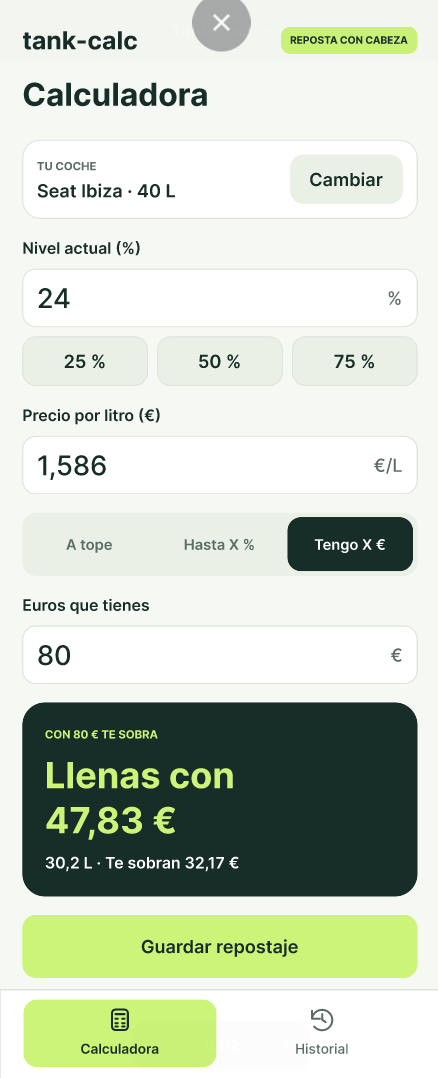 tank-calc
REPOSTA CON CABEZA
Calculadora
TU COCHE
Seat Ibiza · 40 L
Cambiar
Nivel actual (%)
24 %
25 % 50 % 75 %
Precio por litro (€)
1,586 €/L
A tope Hasta X % Tengo X €
Euros que tienes
80 €
CON 80 € TE SOBRA
Llenas con
47,83 €
30,2 L · Te sobran 32,17 €
Guardar repostaje
Calculadora Historial